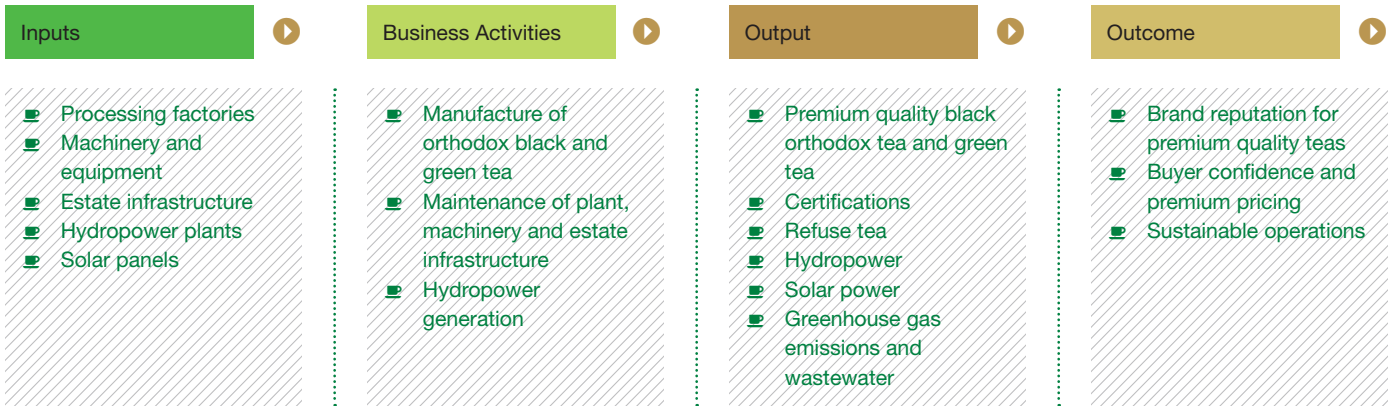 Inputs
Processing factories
Machinery and
equipment
Estate infrastructure
Hydropower plants
Solar panels
Business Activities
Manufacture of
orthodox black and
green tea
Maintenance of plant,
machinery and estate
infrastructure
Hydropower
generation
Output
Premium quality black
orthodox tea and green
tea
Certifications
Refuse tea
Hydropower
Solar power
Greenhouse gas
emissions and
wastewater
Outcome
Brand reputation for
premium quality teas
Buyer confidence and
premium pricing
Sustainable operations